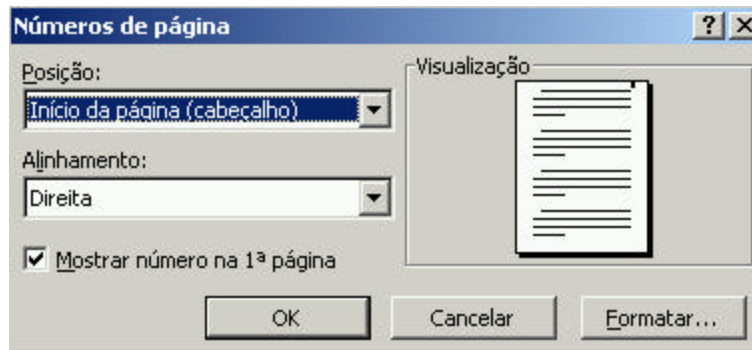 Números de página
Posição:
Início da página (cabeçalho)
Alinhamento:
Direita
Mostrar número na 1ª página
Visualização
OK
Cancelar
Formatar...